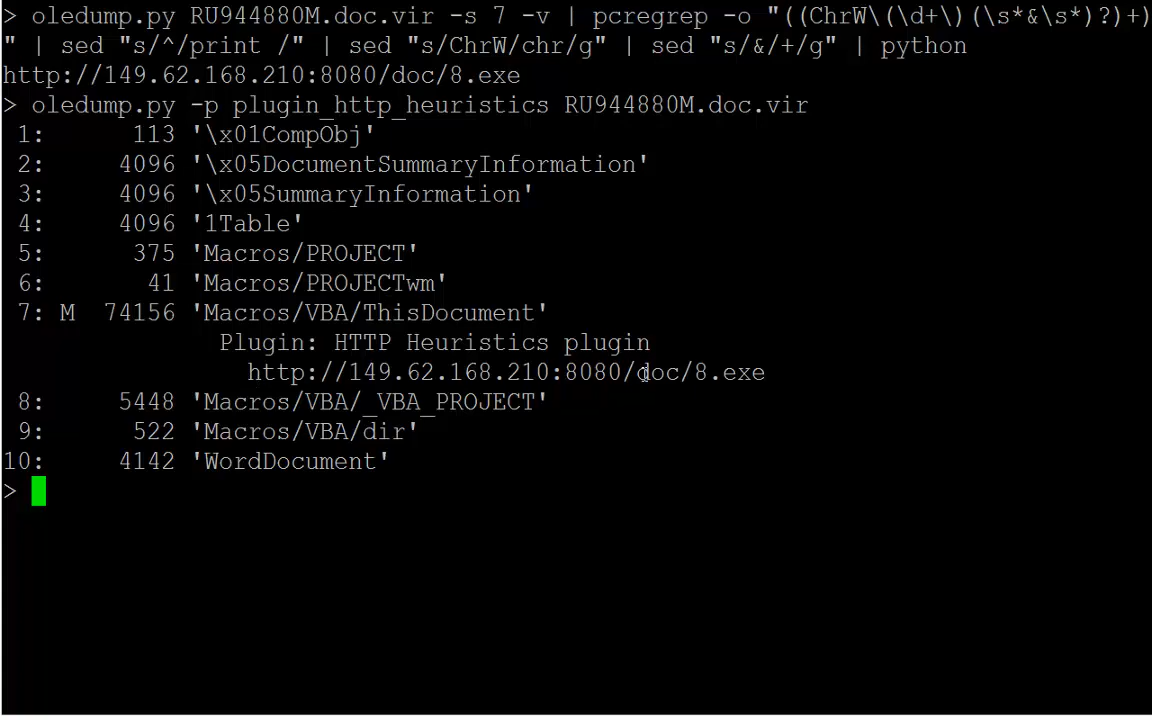 > oledump.py RU944880M.doc.vir -s 7 -v | pcregrep -o "((ChrW\(\d+\)(\s*&\s*)?)+)
" | sed "s/^/print /" | sed "s/ChrW/chr/g" | sed "s/&/+/g" | python
http://149.62.168.210:8080/doc/8.exe
> oledump.py -p plugin_http_heuristics RU944880M.doc.vir
1: 113 '\x01CompObj'
2: 4096 '\x05DocumentSummaryInformation'
3: 4096 '\x05SummaryInformation'
4: 4096 '1Table'
5: 375 'Macros/PROJECT'
6: 41 'Macros/PROJECTwm'
7: M 74156 'Macros/VBA/ThisDocument'
Plugin: HTTP Heuristics plugin
http://149.62.168.210:8080/doc/8.exe
8: 5448 'Macros/VBA/_VBA_PROJECT'
9: 522 'Macros/VBA/dir'
10: 4142 'WordDocument'
>